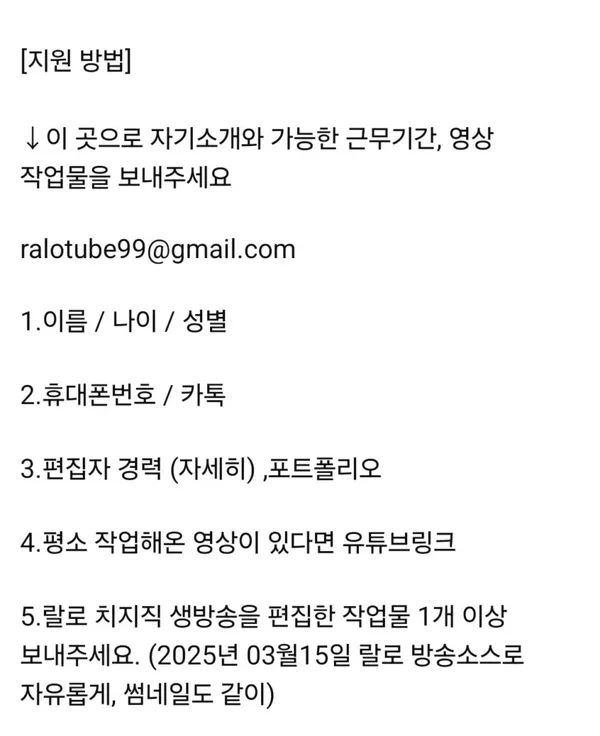 [지원 방법]
↓이 곳으로 자기소개와 가능한 근무기간, 영상
작업물을 보내주세요
ralotube99@gmail.com
1.이름 / 나이 / 성별
2.휴대폰번호 / 카톡
3.편집자 경력 (자세히) ,포트폴리오
4.평소 작업해온 영상이 있다면 유튜브링크
5.랄로 치지직 생방송을 편집한 작업물 1개 이상
보내주세요. (2025년 03월15일 랄로 방송소스로
자유롭게, 썸네일도 같이)